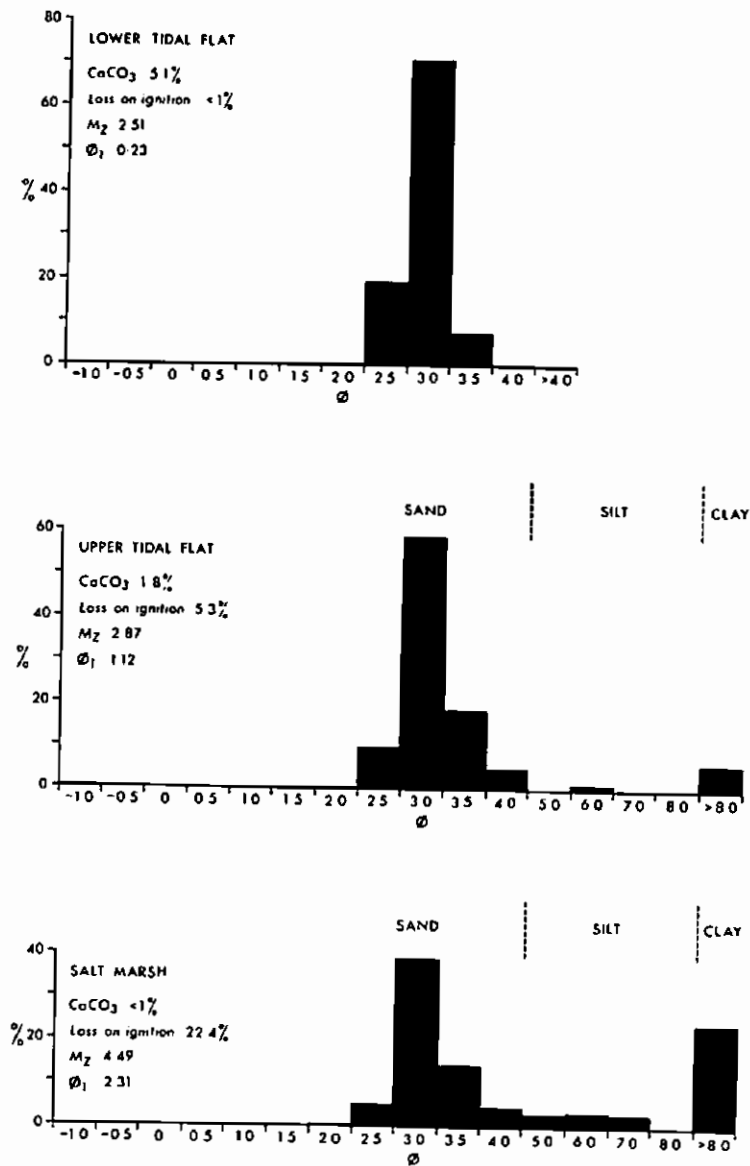 80
LOWER TIDAL FLAT
CaCO3 5 1%
Loss on ignition <1%
60
MZ 2 51
ØI 0·23
% 40
20
0
-1 0 -0 5 0 0 5 1 0 1 5 2 0 2 5 3 0 3 5 4 0 >4 0
Ø
SAND SILT CLAY
60
UPPER TIDAL FLAT
CaCO3 1 8%
Loss on ignition 5 3%
40
MZ 2 87
ØI 1 12
%
20
0
-1 0 -0 5 0 0 5 1 0 1 5 2 0 2 5 3 0 3 5 4 0 5 0 6 0 7 0 8 0 >8 0
Ø
SAND SILT CLAY
40
SALT MARSH
CaCO3 <1%
Loss on ignition 22 4%
% 20
MZ 4 49
ØI 2 31
0
-1 0 -0 5 0 0 5 1 0 1 5 2 0 2 5 3 0 3 5 4 0 5 0 6 0 7 0 8 0 >8 0
Ø